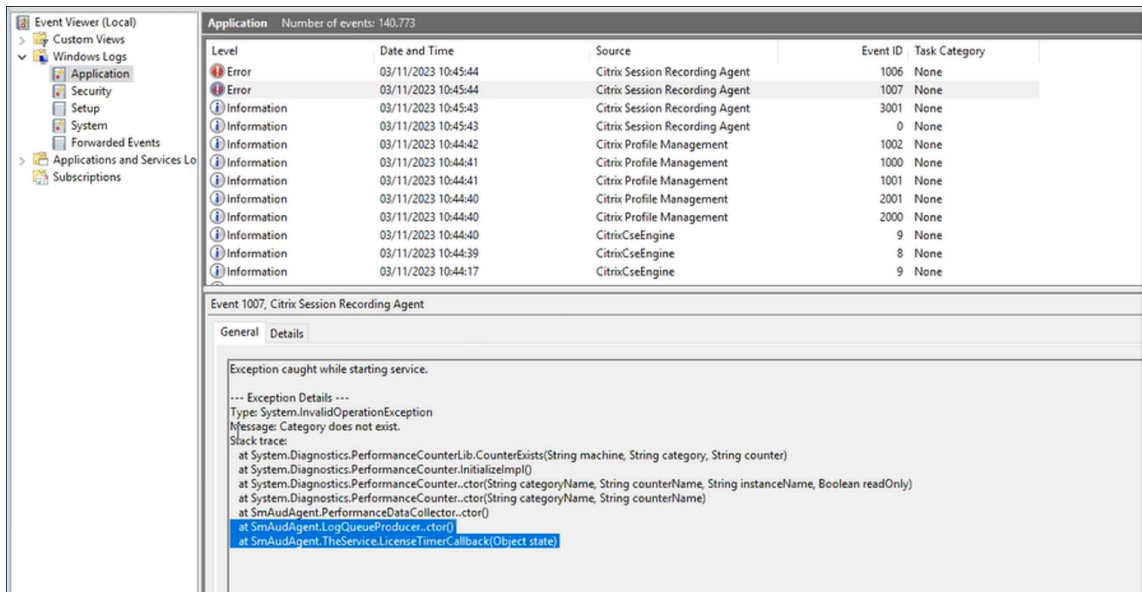 Event Viewer (Local)
Custom Views
Windows Logs
Application
Security
Setup
System
Forwarded Events
Applications and Services Lo
Subscriptions
Application Number of events: 140.773
Level Date and Time Source Event ID Task Category
Error 03/11/2023 10:45:44 Citrix Session Recording Agent 1006 None
Error 03/11/2023 10:45:44 Citrix Session Recording Agent 1007 None
Information 03/11/2023 10:45:43 Citrix Session Recording Agent 3001 None
Information 03/11/2023 10:45:43 Citrix Session Recording Agent 0 None
Information 03/11/2023 10:44:42 Citrix Profile Management 1002 None
Information 03/11/2023 10:44:41 Citrix Profile Management 1000 None
Information 03/11/2023 10:44:41 Citrix Profile Management 1001 None
Information 03/11/2023 10:44:40 Citrix Profile Management 2001 None
Information 03/11/2023 10:44:40 Citrix Profile Management 2000 None
Information 03/11/2023 10:44:40 CitrixCseEngine 9 None
Information 03/11/2023 10:44:39 CitrixCseEngine 8 None
Information 03/11/2023 10:44:17 CitrixCseEngine 9 None
Event 1007, Citrix Session Recording Agent
General Details
Exception caught while starting service.
--- Exception Details ---
Type: System.InvalidOperationException
Message: Category does not exist.
Stack trace:
at System.Diagnostics.PerformanceCounterLib.CounterExists(String machine, String category, String counter)
at System.Diagnostics.PerformanceCounter.InitializeImpl()
at System.Diagnostics.PerformanceCounter..ctor(String categoryName, String counterName, String instanceName, Boolean readOnly)
at System.Diagnostics.PerformanceCounter..ctor(String categoryName, String counterName)
at SmAudAgent.PerformanceDataCollector..ctor()
at SmAudAgent.LogQueueProducer..ctor()
at SmAudAgent.TheService.LicenseTimerCallback(Object state)